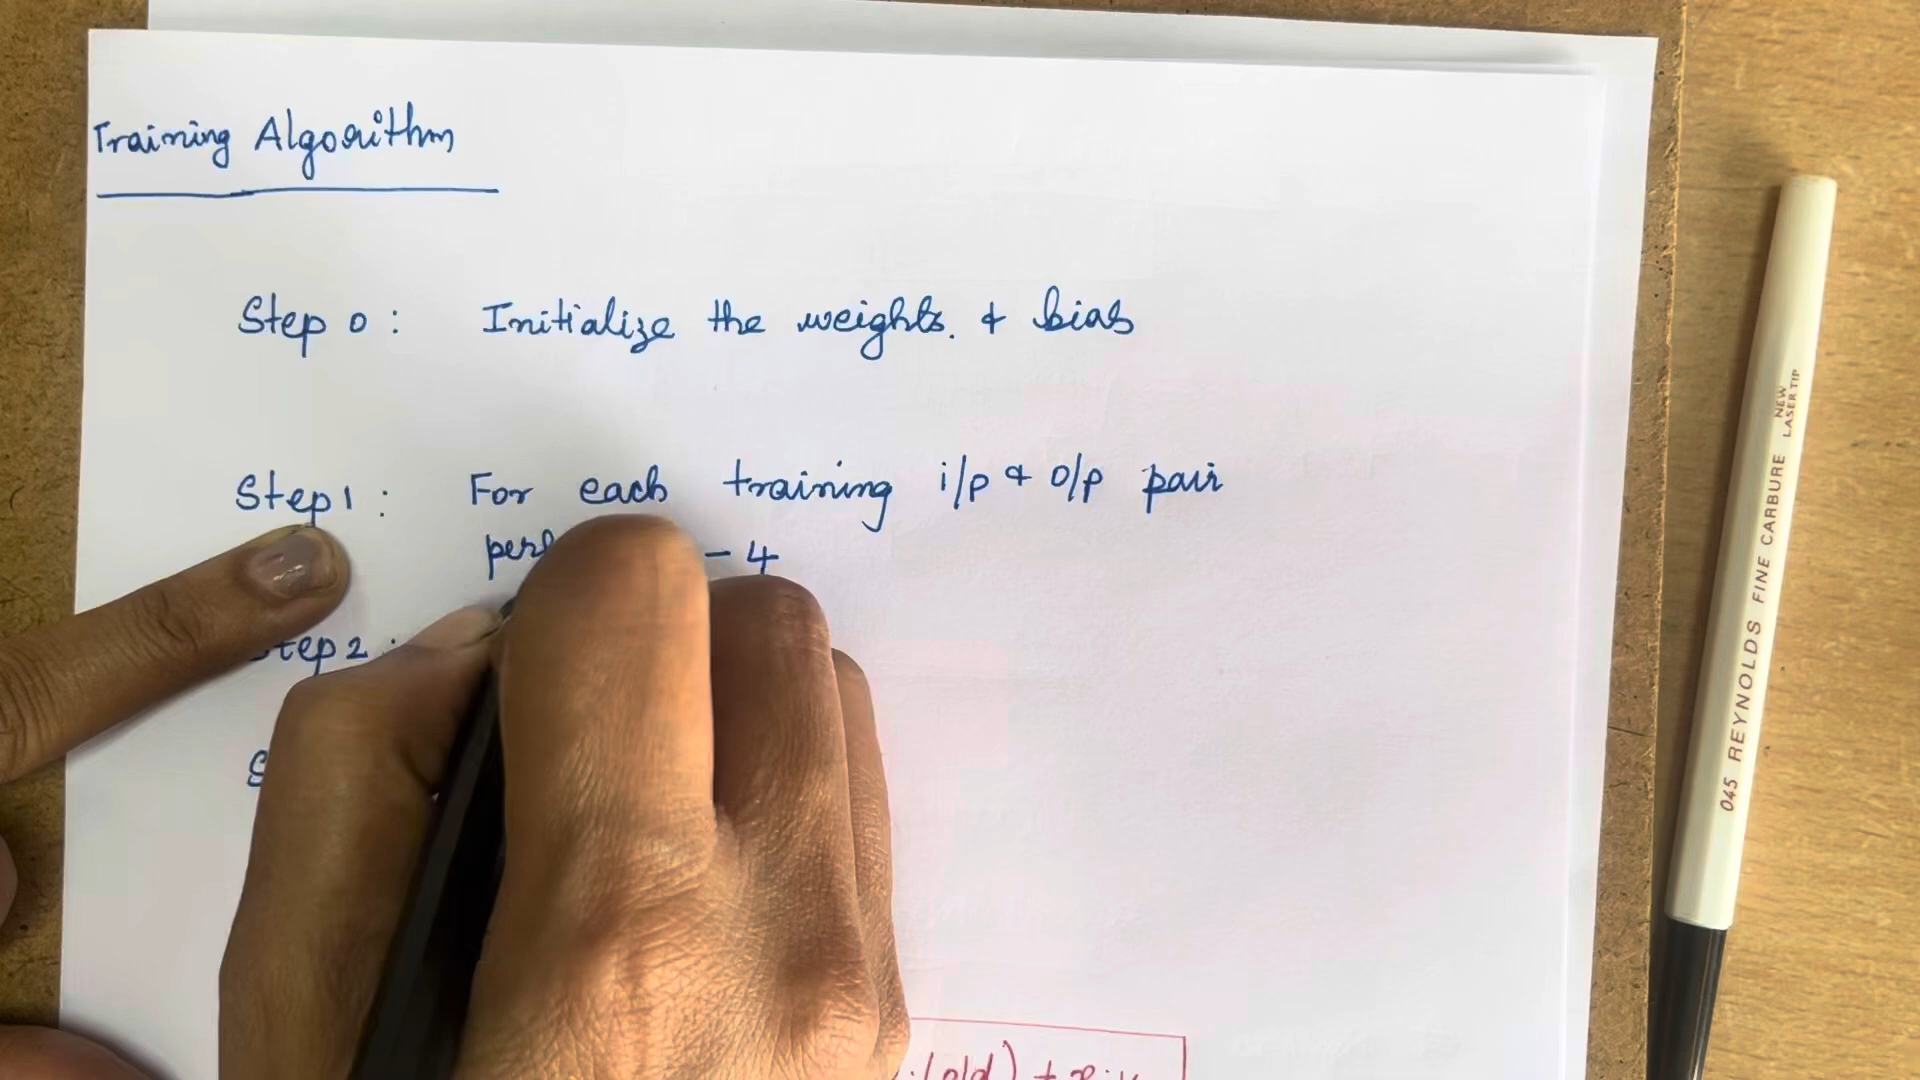 Training Algorithm
Step 0 : Initialize the weights. & bias
Step 1 : For each training i/p & o/p pair
- 4
Step 2 :
(old) +
NEW
LASER TIP
045 REYNOLDS FINE CARBURE